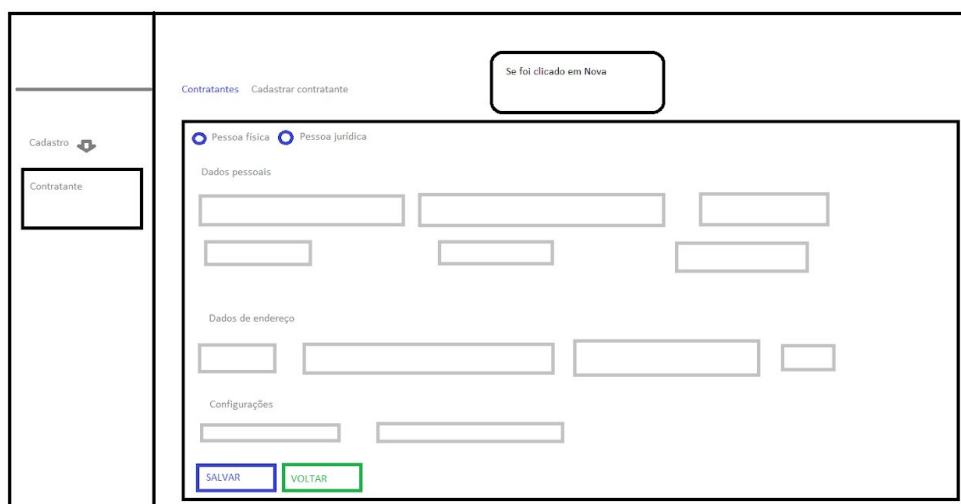 Se foi clicado em Nova
Contratantes Cadastrar contratante
Cadastro
Contratante
Pessoa física Pessoa jurídica
Dados pessoais
Dados de endereço
Configurações
SALVAR VOLTAR